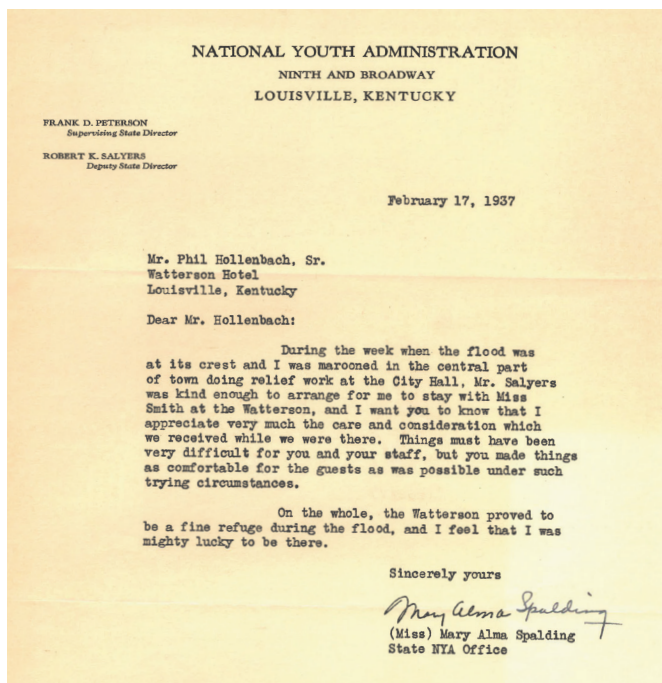 NATIONAL YOUTH ADMINISTRATION
NINTH AND BROADWAY
LOUISVILLE, KENTUCKY
FRANK D. PETERSON
Supervising State Director
ROBERT K. SALYERS
Deputy State Director
February 17, 1937
Mr. Phil Hollenbach, Sr.
Watterson Hotel
Louisville, Kentucky
Dear Mr. Hollenbach:
During the week when the flood was
at its crest and I was marooned in the central part
of town doing relief work at the City Hall, Mr. Salyers
was kind enough to arrange for me to stay with Miss
Smith at the Watterson, and I want you to know that I
appreciate very much the care and consideration which
we received while we were there. Things must have been
very difficult for you and your staff, but you made things
as comfortable for the guests as was possible under such
trying circumstances.
On the whole, the Watterson proved to
be a fine refuge during the flood, and I feel that I was
mighty lucky to be there.
Sincerely yours
Mary Alma Spalding
(Miss) Mary Alma Spalding
State NYA Office